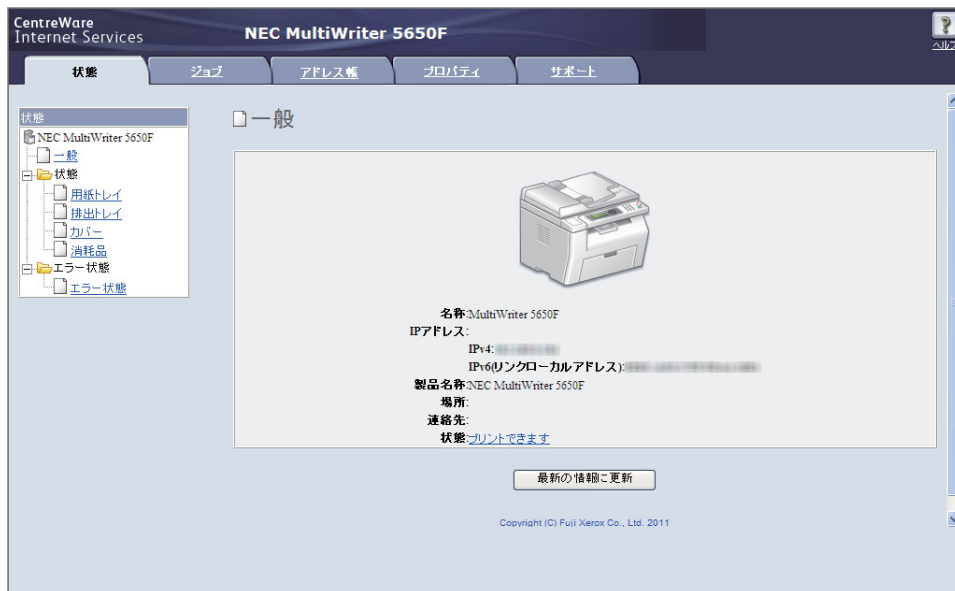 CentreWare
Internet Services
NEC MultiWriter 5650F
ヘルプ
状態 ジョブ アドレス帳 プロパティ サポート
状態
NEC MultiWriter 5650F
一般
状態
用紙トレイ
排出トレイ
カバー
消耗品
エラー状態
エラー状態
一般
名称:MultiWriter 5650F
IPアドレス:
IPv4:
IPv6(リンクローカルアドレス):
製品名称:NEC MultiWriter 5650F
場所:
連絡先:
状態:プリントできます
最新の情報に更新
Copyright (C) Fuji Xerox Co., Ltd. 2011